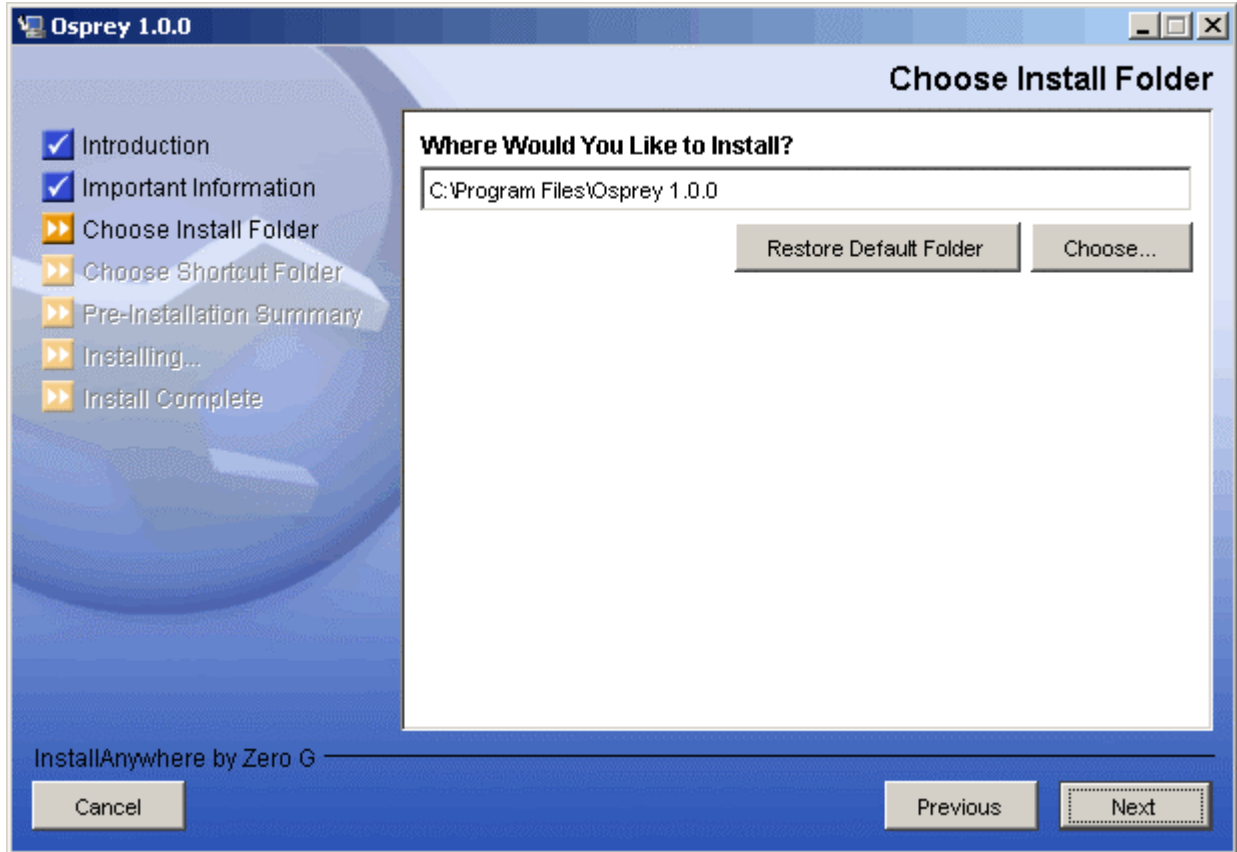 Osprey 1.0.0
Choose Install Folder
Introduction
Important Information
Choose Install Folder
Choose Shortcut Folder
Pre-Installation Summary
Installing...
Install Complete
Where Would You Like to Install?
C:\Program Files\Osprey 1.0.0
Restore Default Folder
Choose...
InstallAnywhere by Zero G
Cancel
Previous
Next